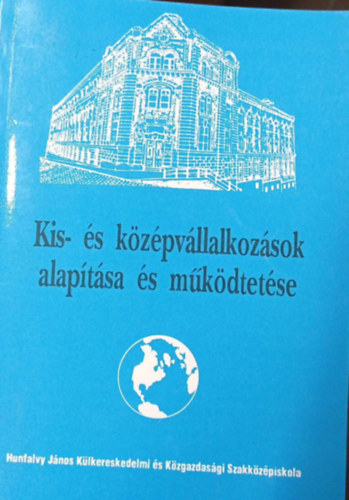 Kis- és középvállalkozások
alapítása és működtetése
Hunfalvy János Külkereskedelmi és Közgazdasági Szakközépiskola